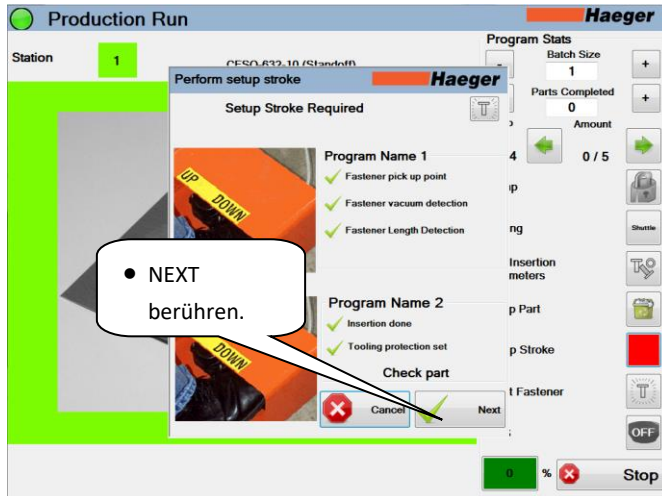 Production Run
Haeger
Station
1
CFSO-632-10 (Standoff)
Program Stats
Batch Size
-
1
+
Parts Completed
0
+
Amount
4
0 / 5
Perform setup stroke
Haeger
Setup Stroke Required
T
UP
DOWN
Program Name 1
Fastener pick up point
Fastener vacuum detection
Fastener Length Detection
DOWN
Program Name 2
Insertion done
Tooling protection set
Check part
Cancel
Next
• NEXT
berühren.
Shuttle
Insertion
meters
p Part
p Stroke
t Fastener
T
OFF
0 %
Stop